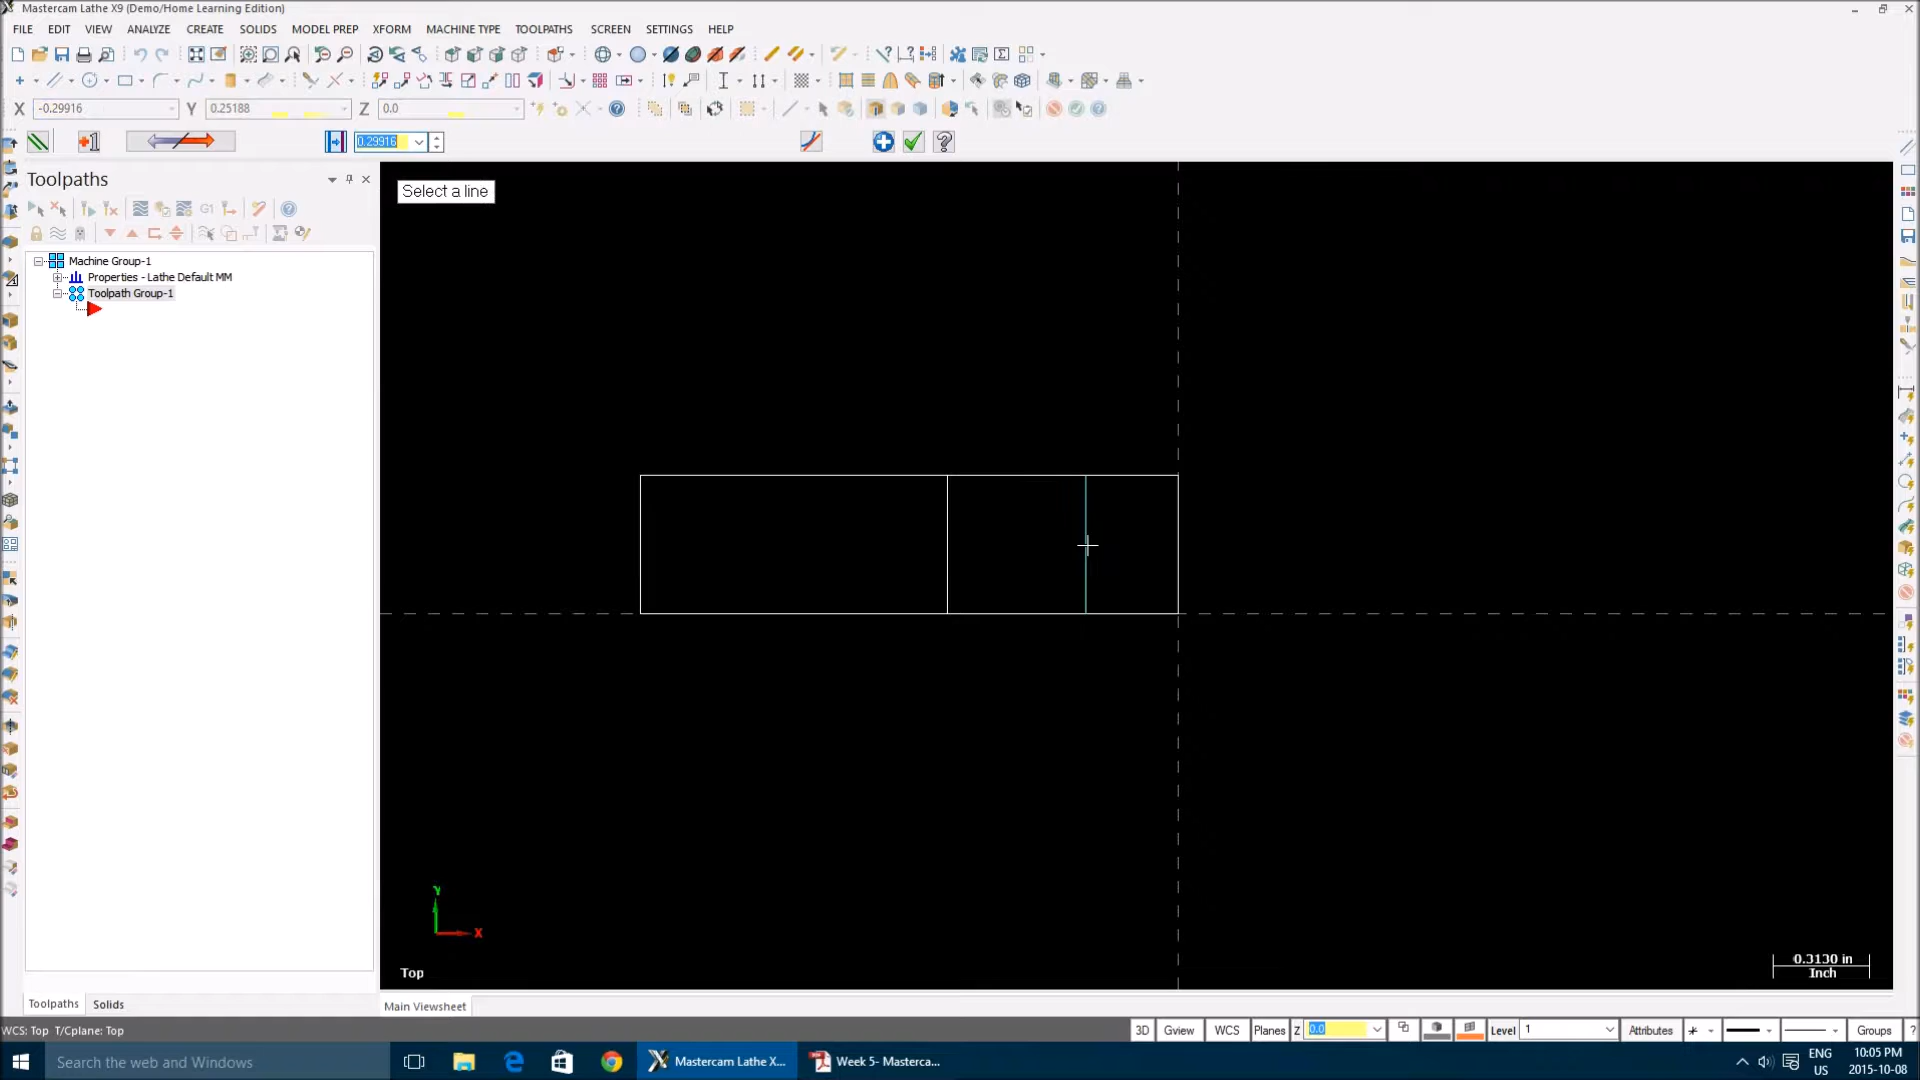 Mastercam Lathe X9 (Demo/Home Learning Edition)
FILE EDIT VIEW ANALYZE CREATE SOLIDS MODEL PREP XFORM MACHINE TYPE TOOLPATHS SCREEN SETTINGS HELP
X -0.29916 Y 0.25188 Z 0.0
+1 0.29916
Toolpaths
Select a line
G1
Machine Group-1
Properties - Lathe Default MM
Toolpath Group-1
Y
X
Top
0.3130 in
Inch
Toolpaths Solids
Main Viewsheet
WCS: Top T/Cplane: Top
3D Gview WCS Planes Z 0.0 Level 1 Attributes Groups ?
Search the web and Windows
Mastercam Lathe X...
Week 5- Masterca...
ENG
US
10:05 PM
2015-10-08